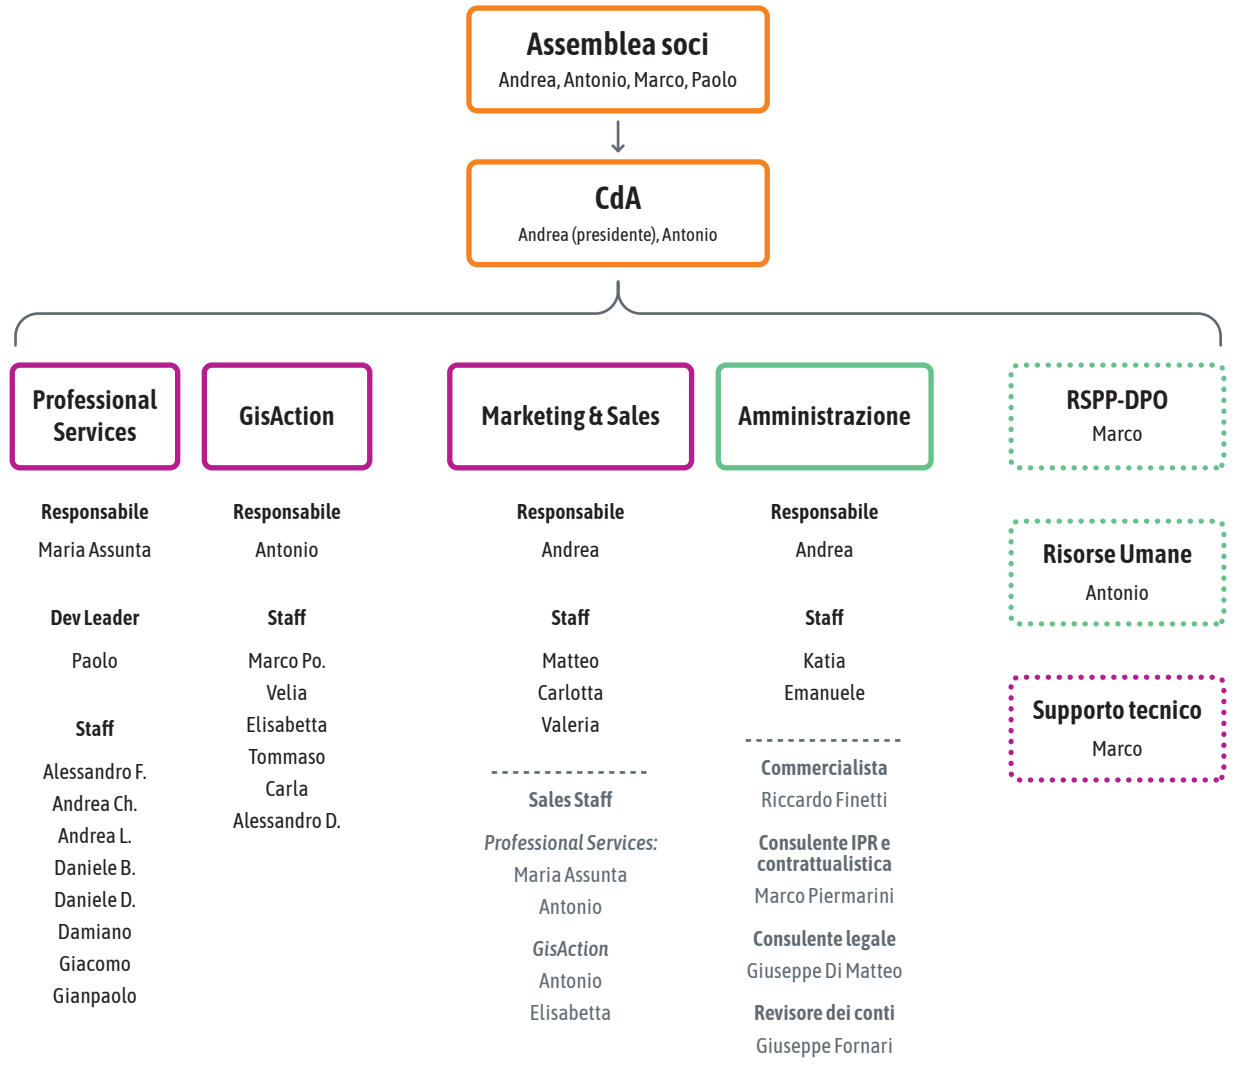 Assemblea soci
Andrea, Antonio, Marco, Paolo
CdA
Andrea (presidente), Antonio
Professional
Services
Responsabile
Maria Assunta
Dev Leader
Paolo
Staff
Alessandro F.
Andrea Ch.
Andrea L.
Daniele B.
Daniele D.
Damiano
Giacomo
Gianpaolo
GisAction
Responsabile
Antonio
Staff
Marco Po.
Velia
Elisabetta
Tommaso
Carla
Alessandro D.
Marketing & Sales
Responsabile
Andrea
Staff
Matteo
Carlotta
Valeria
Sales Staff
Professional Services:
Maria Assunta
Antonio
GisAction
Antonio
Elisabetta
Amministrazione
Responsabile
Andrea
Staff
Katia
Emanuele
Commercialista
Riccardo Finetti
Consulente IPR e
contrattualistica
Marco Piermarini
Consulente legale
Giuseppe Di Matteo
Revisore dei conti
Giuseppe Fornari
RSPP-DPO
Marco
Risorse Umane
Antonio
Supporto tecnico
Marco